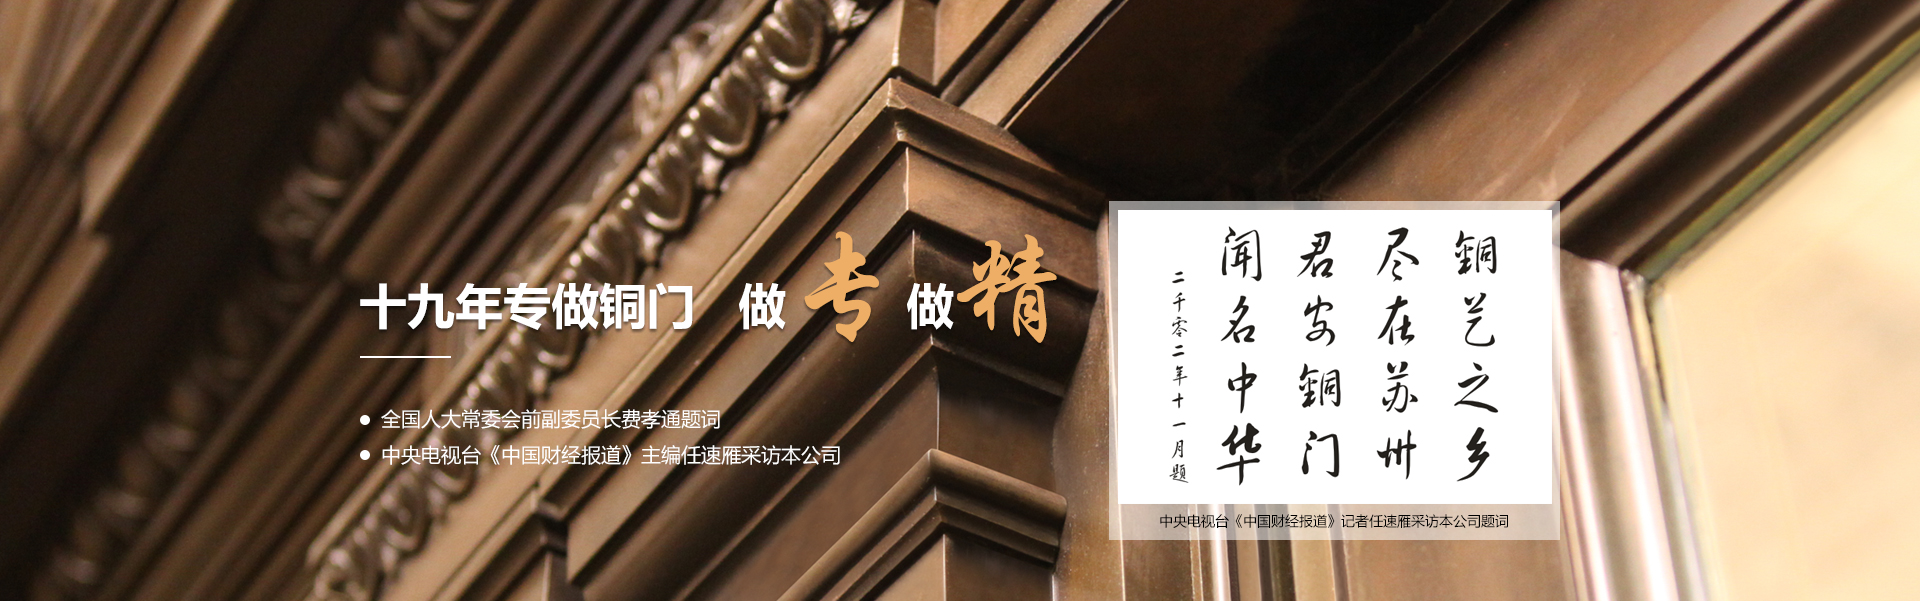 十九年专做铜门 做专 做精
全国人大常委会前副委员长费孝通题词
中央电视台《中国财经报道》主编任速雁采访本公司
銅艺之乡
尽在苏州
君安銅门
闻名中华
二千零二年十一月题
中央电视台《中国财经报道》记者任速雁采访本公司题词